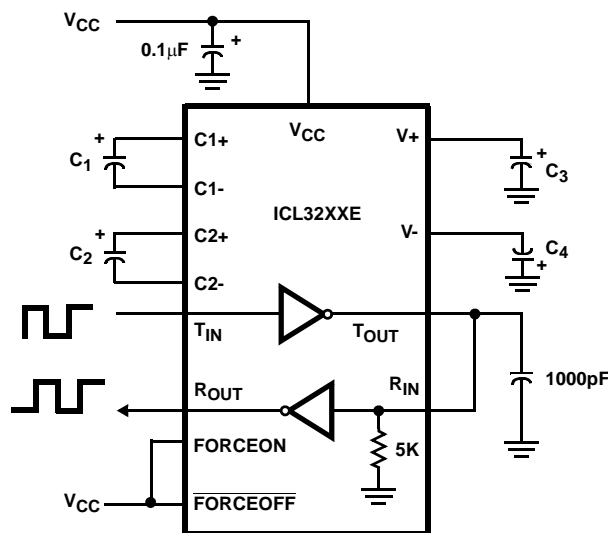 VCC
0.1μF
+
VCC
C1+
C1-
C2+
C2-
V+
V-
+
C1
+
C2
+
C3
C4
+
ICL32XXE
TIN
TOUT
ROUT
RIN
1000pF
5K
FORCEON
FORCEOFF
VCC